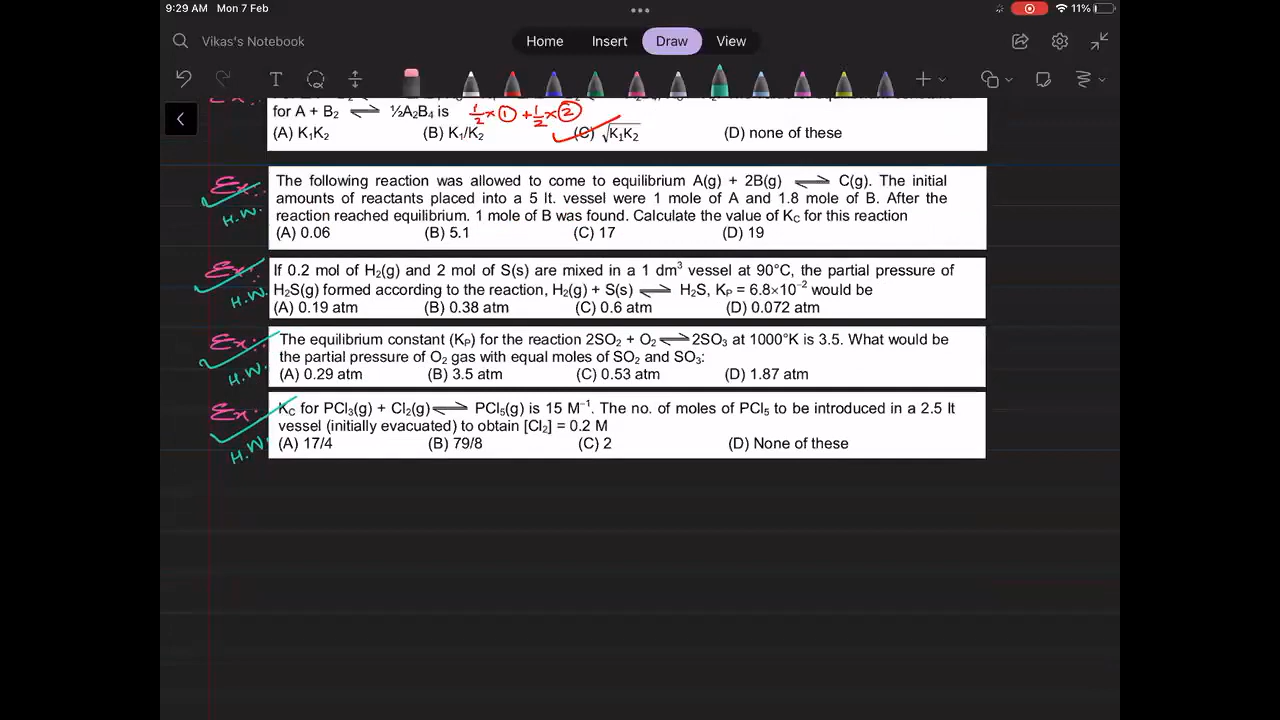 9:29 AM Mon 7 Feb
11%
Vikas's Notebook
Home Insert Draw View
Ex:
for A + B₂ ⇌ ½A₂B₄ is ½ × ① + ½ × ②
(A) K₁K₂ (B) K₁/K₂ (C) √K₁K₂ (D) none of these
Ex:
H.W.
The following reaction was allowed to come to equilibrium A(g) + 2B(g) ⇌ C(g). The initial
amounts of reactants placed into a 5 lt. vessel were 1 mole of A and 1.8 mole of B. After the
reaction reached equilibrium. 1 mole of B was found. Calculate the value of K_C for this reaction
(A) 0.06 (B) 5.1 (C) 17 (D) 19
Ex:
H.W.
If 0.2 mol of H₂(g) and 2 mol of S(s) are mixed in a 1 dm³ vessel at 90°C, the partial pressure of
H₂S(g) formed according to the reaction, H₂(g) + S(s) ⇌ H₂S, K_P = 6.8×10⁻² would be
(A) 0.19 atm (B) 0.38 atm (C) 0.6 atm (D) 0.072 atm
Ex:
H.W.
The equilibrium constant (K_P) for the reaction 2SO₂ + O₂ ⇌ 2SO₃ at 1000°K is 3.5. What would be
the partial pressure of O₂ gas with equal moles of SO₂ and SO₃:
(A) 0.29 atm (B) 3.5 atm (C) 0.53 atm (D) 1.87 atm
Ex:
H.W.
K_C for PCl₃(g) + Cl₂(g) ⇌ PCl₅(g) is 15 M⁻¹. The no. of moles of PCl₅ to be introduced in a 2.5 lt
vessel (initially evacuated) to obtain [Cl₂] = 0.2 M
(A) 17/4 (B) 79/8 (C) 2 (D) None of these